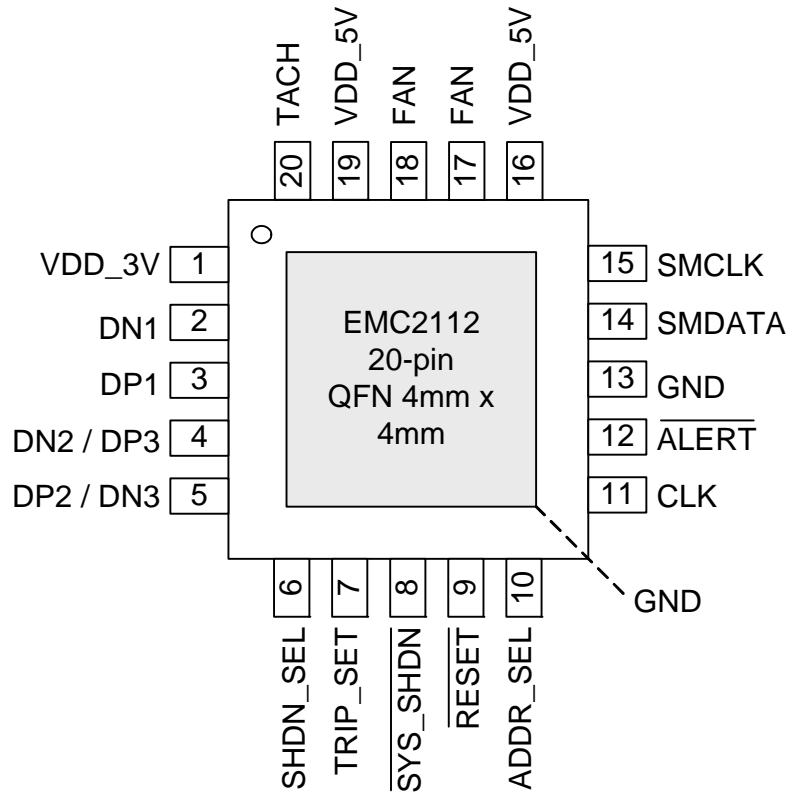 TACH
VDD_5V
FAN
FAN
VDD_5V
20
19
18
17
16
VDD_3V 1
DN1 2
DP1 3
DN2 / DP3 4
DP2 / DN3 5
EMC2112
20-pin
QFN 4mm x
4mm
15 SMCLK
14 SMDATA
13 GND
12 ALERT
11 CLK
GND
6
7
8
9
10
SHDN_SEL
TRIP_SET
SYS_SHDN
RESET
ADDR_SEL